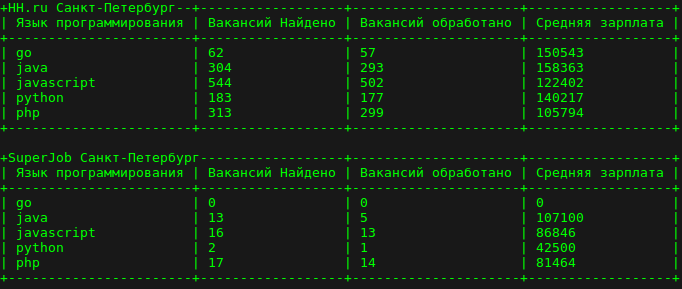 +HH.ru Санкт-Петербург--+------------------+--------------------+------------------+
| Язык программирования | Вакансий Найдено | Вакансий обработано | Средняя зарплата |
+-----------------------+------------------+---------------------+------------------+
| go | 62 | 57 | 150543 |
| java | 304 | 293 | 158363 |
| javascript | 544 | 502 | 122402 |
| python | 183 | 177 | 140217 |
| php | 313 | 299 | 105794 |
+-----------------------+------------------+---------------------+------------------+
+SuperJob Санкт-Петербург------------------+---------------------+------------------+
| Язык программирования | Вакансий Найдено | Вакансий обработано | Средняя зарплата |
+-----------------------+------------------+---------------------+------------------+
| go | 0 | 0 | 0 |
| java | 13 | 5 | 107100 |
| javascript | 16 | 13 | 86846 |
| python | 2 | 1 | 42500 |
| php | 17 | 14 | 81464 |
+-----------------------+------------------+---------------------+------------------+